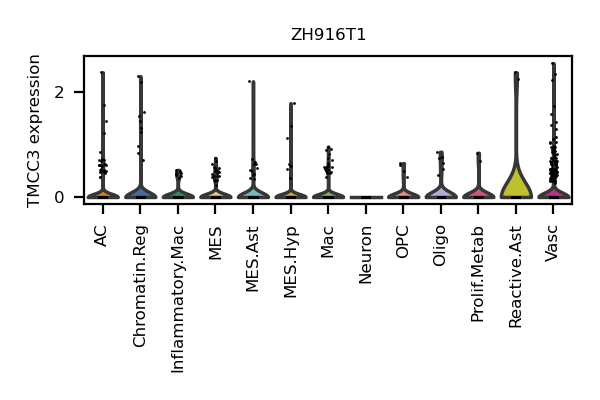 ZH916T1
TMCC3 expression
2
0
AC
Chromatin.Reg
Inflammatory.Mac
MES
MES.Ast
MES.Hyp
Mac
Neuron
OPC
Oligo
Prolif.Metab
Reactive.Ast
Vasc